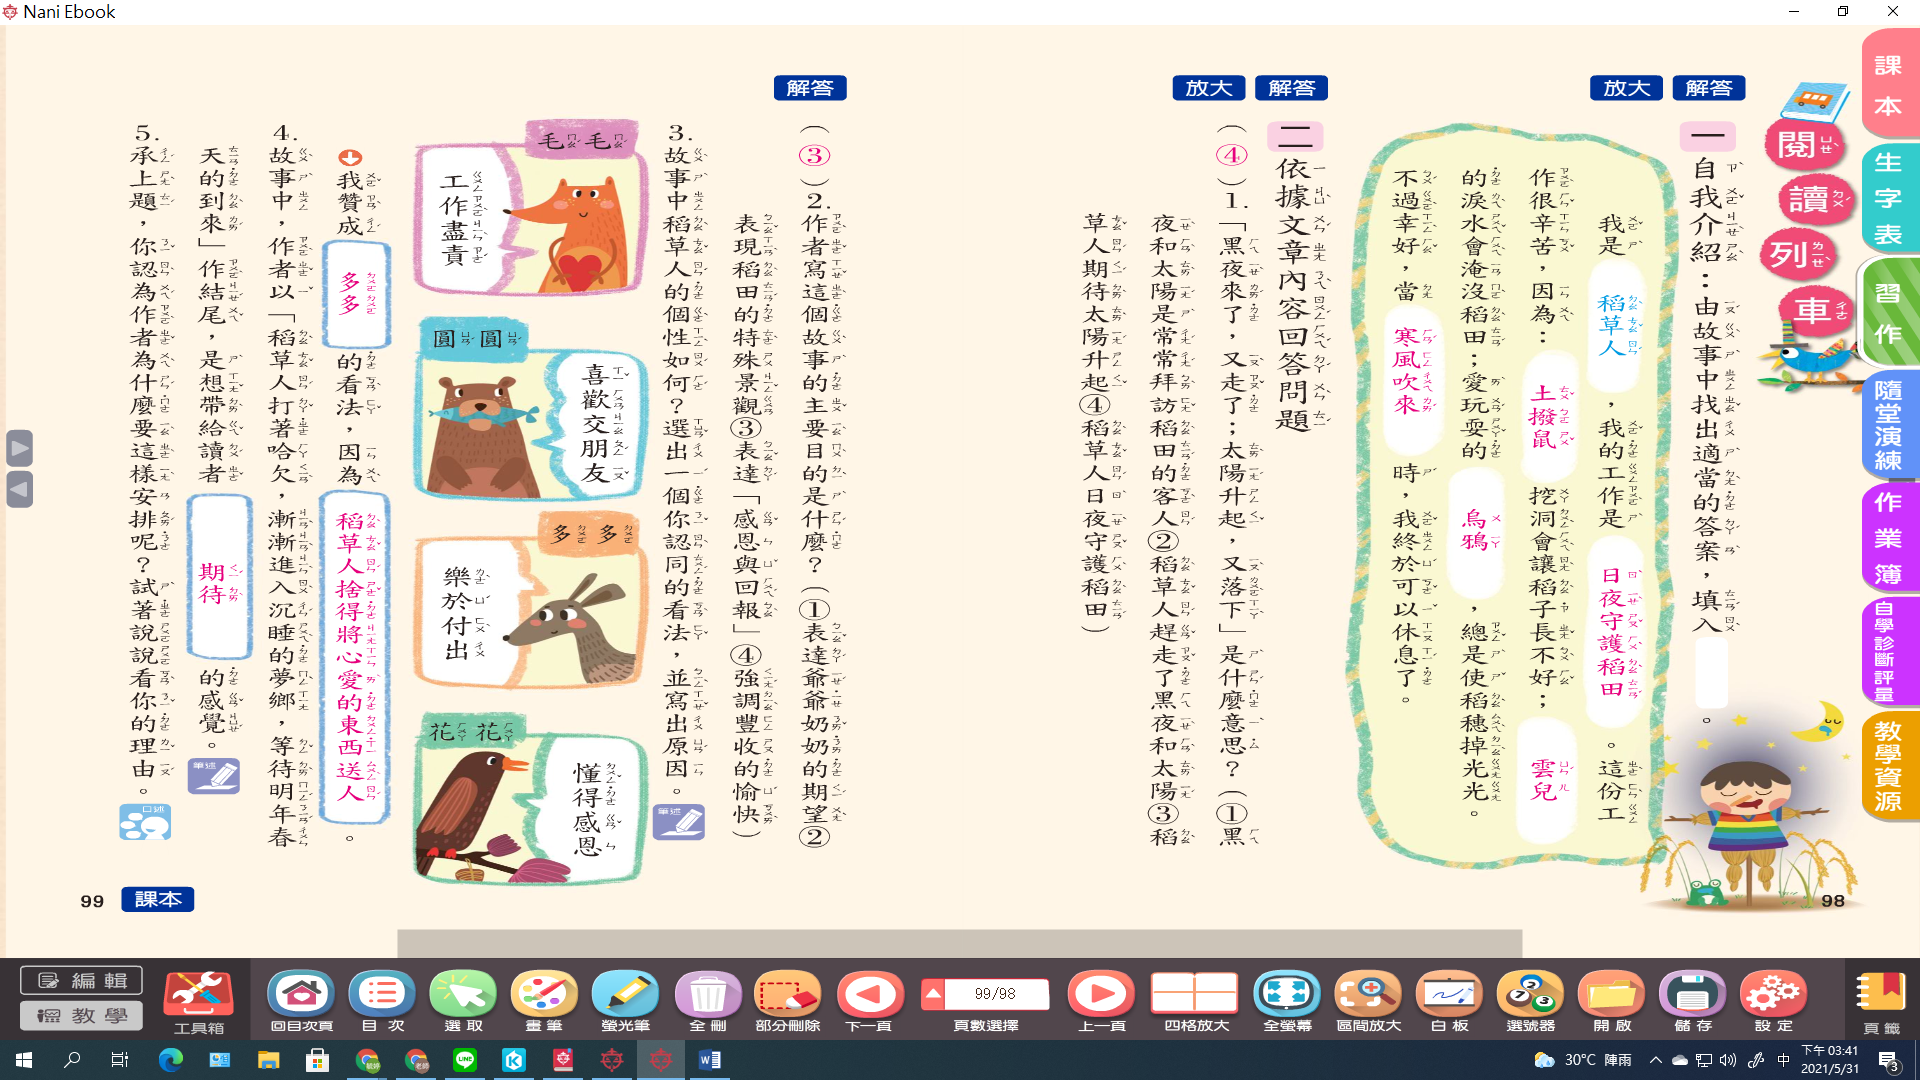 Nani Ebook
課本
生字表
習作
隨堂演練
作業簿
自學診斷評量
教學資源
閱讀列車
解答
放大
解答
放大
解答
一 自我介紹：由故事中找出適當的答案，填入　。
我是稻草人，我的工作是日夜守護稻田。這份工
作很辛苦，因為：土撥鼠挖洞會讓稻子長不好；雲兒
的淚水會淹沒稻田；愛玩耍的烏鴉，總是使稻穗掉光光。
不過幸好，當寒風吹來時，我終於可以休息了。
二 依據文章內容回答問題
(④)1.「黑夜來了，又走了；太陽升起，又落下」是什麼意思？(①黑
夜和太陽是常常拜訪稻田的客人②稻草人趕走了黑夜和太陽③稻
草人期待太陽升起④稻草人日夜守護稻田)
98
(③)2.作者寫這個故事的主要目的是什麼？(①表達爺爺奶奶的期望②
表現稻田的特殊景觀③表達「感恩與回報」④強調豐收的愉快)
3.故事中稻草人的個性如何？選出一個你認同的看法，並寫出原因。
筆述
毛毛
工作盡責
圓圓
喜歡交朋友
多多
樂於付出
花花
懂得感恩
我贊成多多的看法，因為稻草人捨得將心愛的東西送人。
4.故事中，作者以「稻草人打著哈欠，漸漸進入沉睡的夢鄉，等待明年春
天的到來」作結尾，是想帶給讀者期待的感覺。
筆述
5.承上題，你認為作者為什麼要這樣安排呢？試著說說看你的理由。
口述
99
課本
編輯
教學
工具箱
回目次頁
目次
選取
畫筆
螢光筆
全刪
部分刪除
下一頁
99/98
頁數選擇
上一頁
四格放大
全螢幕
區間放大
白板
選號器
開啟
儲存
設定
頁籤
30°C 陣雨
中
下午 03:41
2021/5/31
3